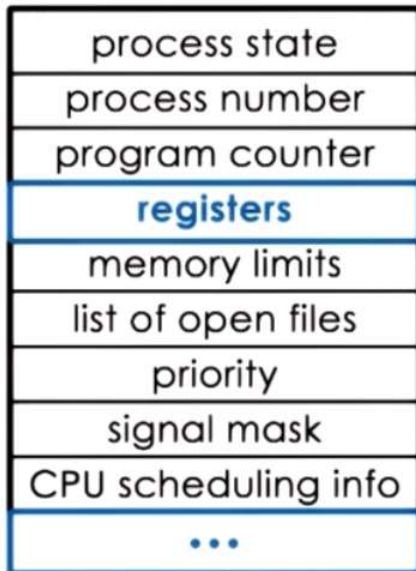 process state
process number
program counter
registers
memory limits
list of open files
priority
signal mask
CPU scheduling info
...